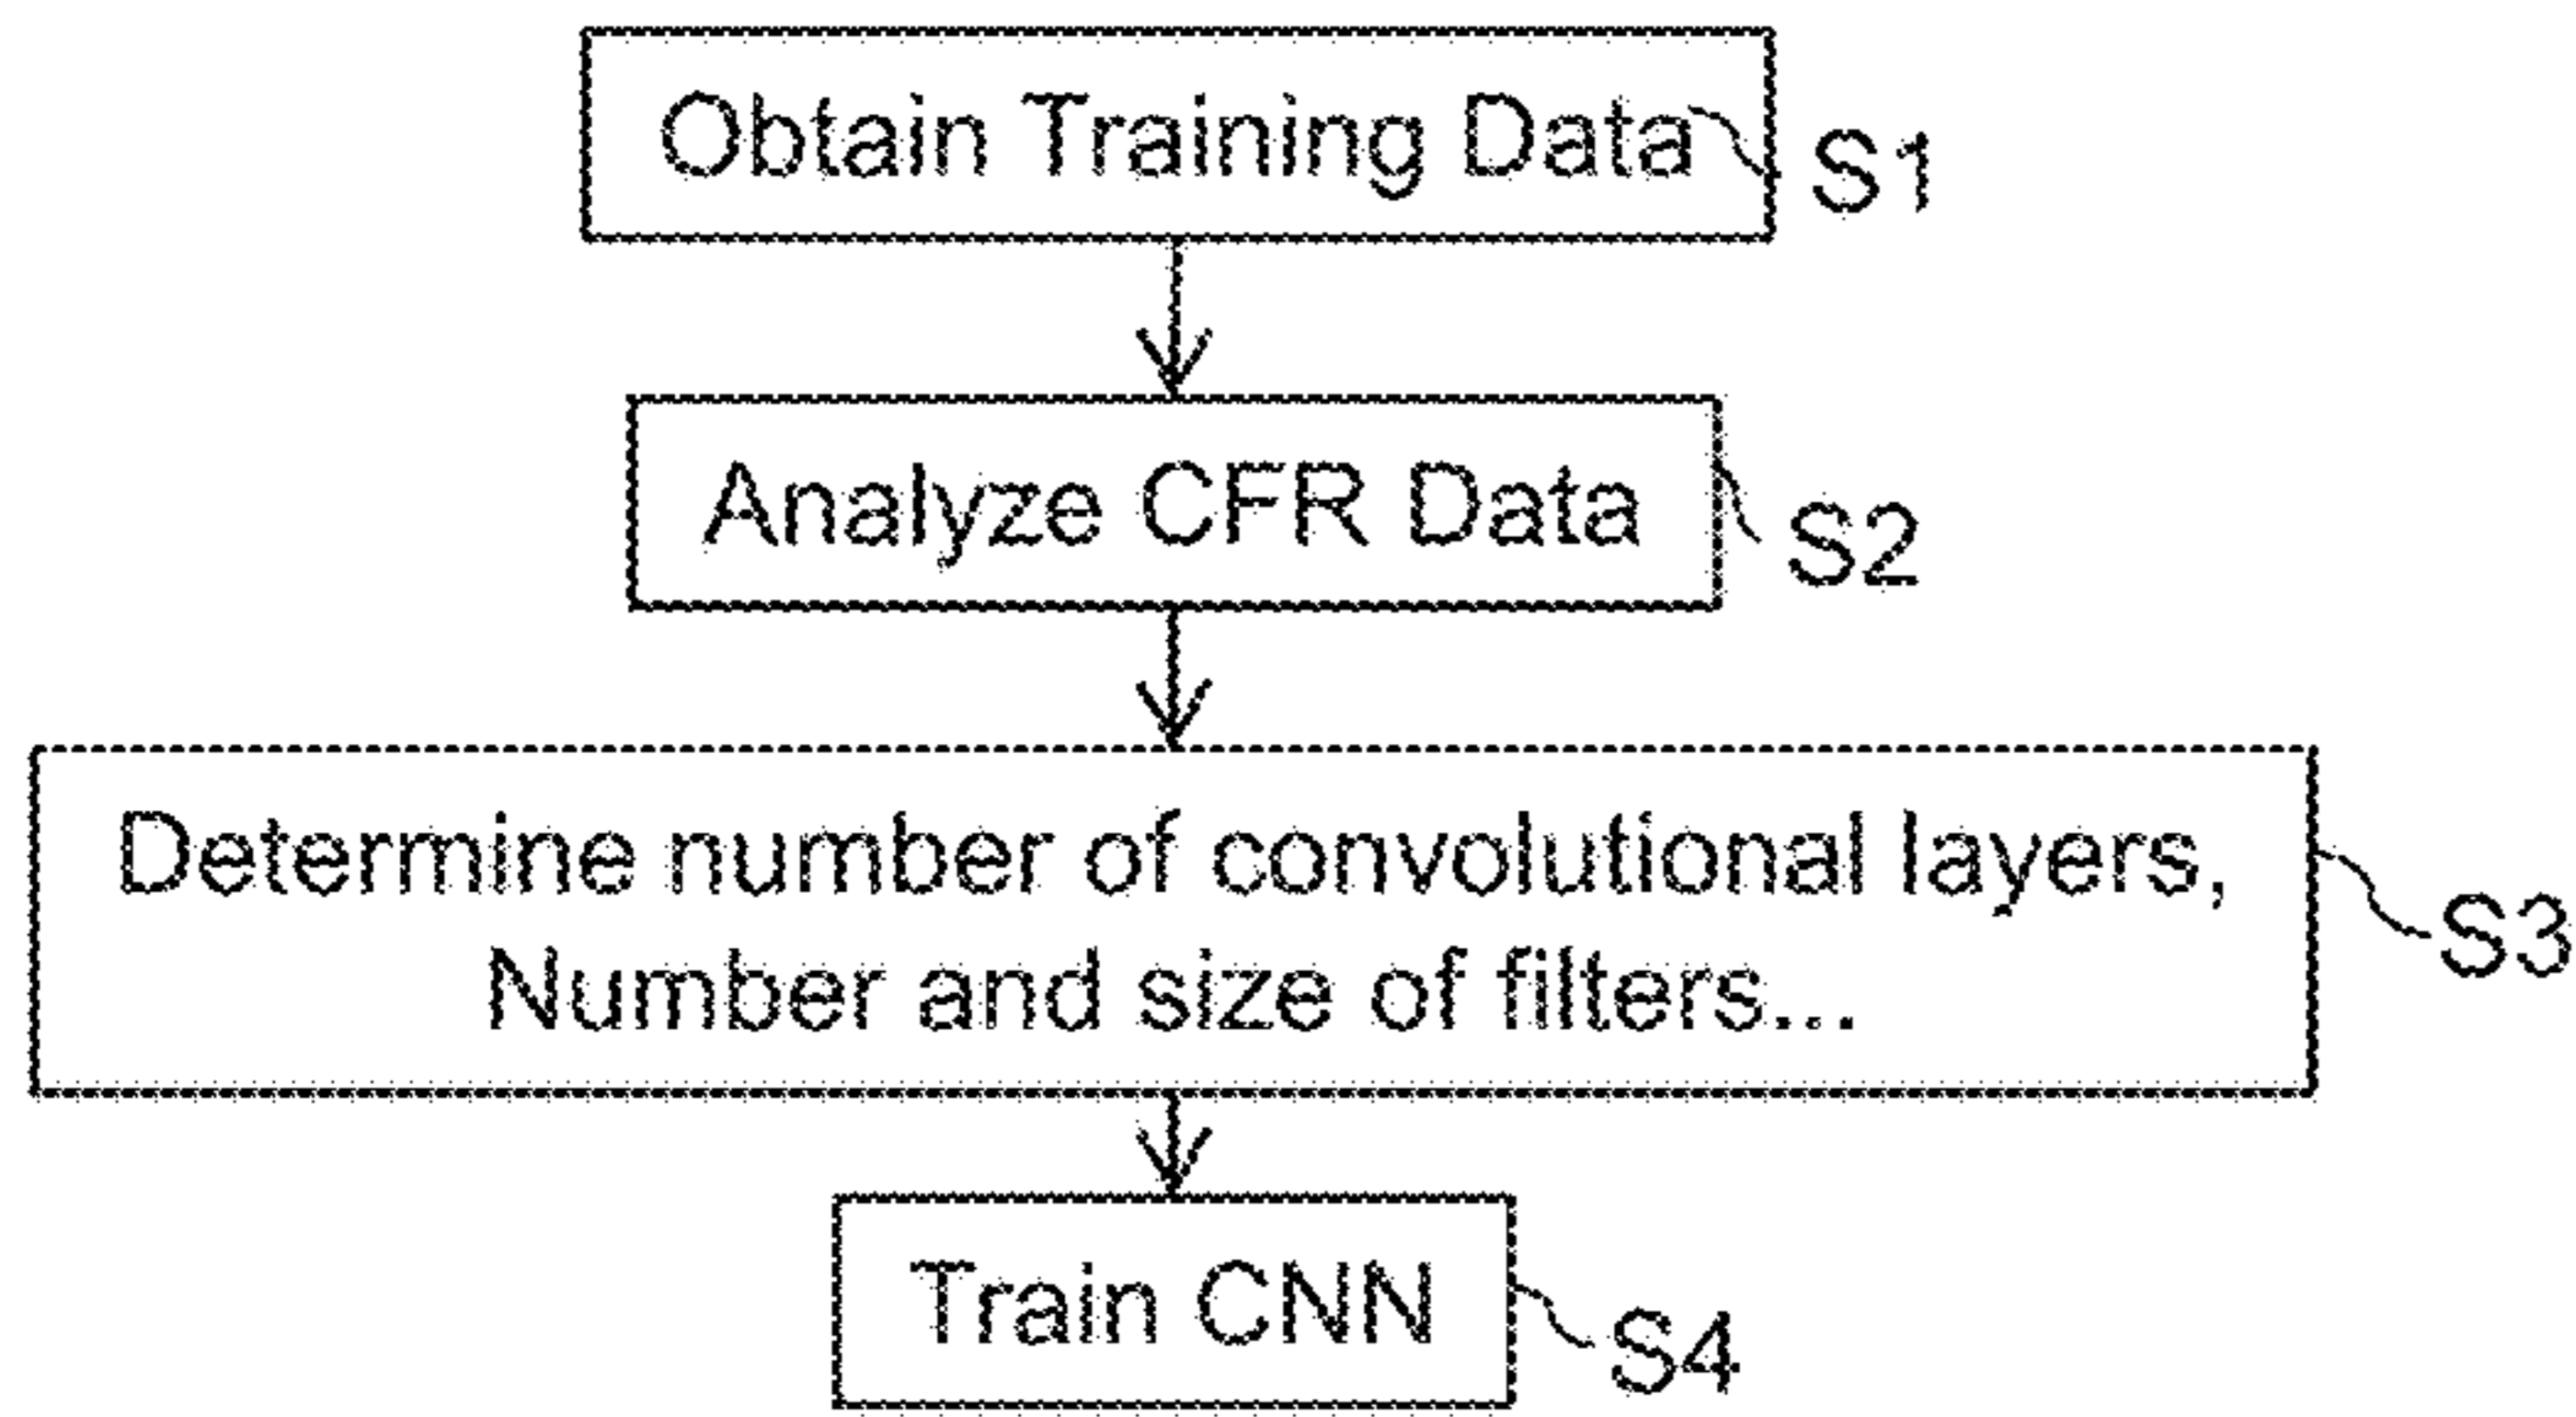 Obtain Training Data
S1
Analyze CFR Data
S2
Determine number of convolutional layers,
Number and size of filters...
S3
Train CNN
S4